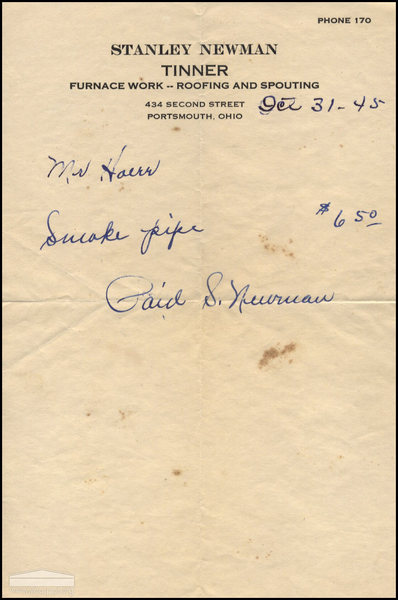 PHONE 170
STANLEY NEWMAN
TINNER
FURNACE WORK -- ROOFING AND SPOUTING
434 SECOND STREET
PORTSMOUTH, OHIO
Oct 31-45
Mr Hoerr
Smoke pipe $6 50
Paid S. Newman